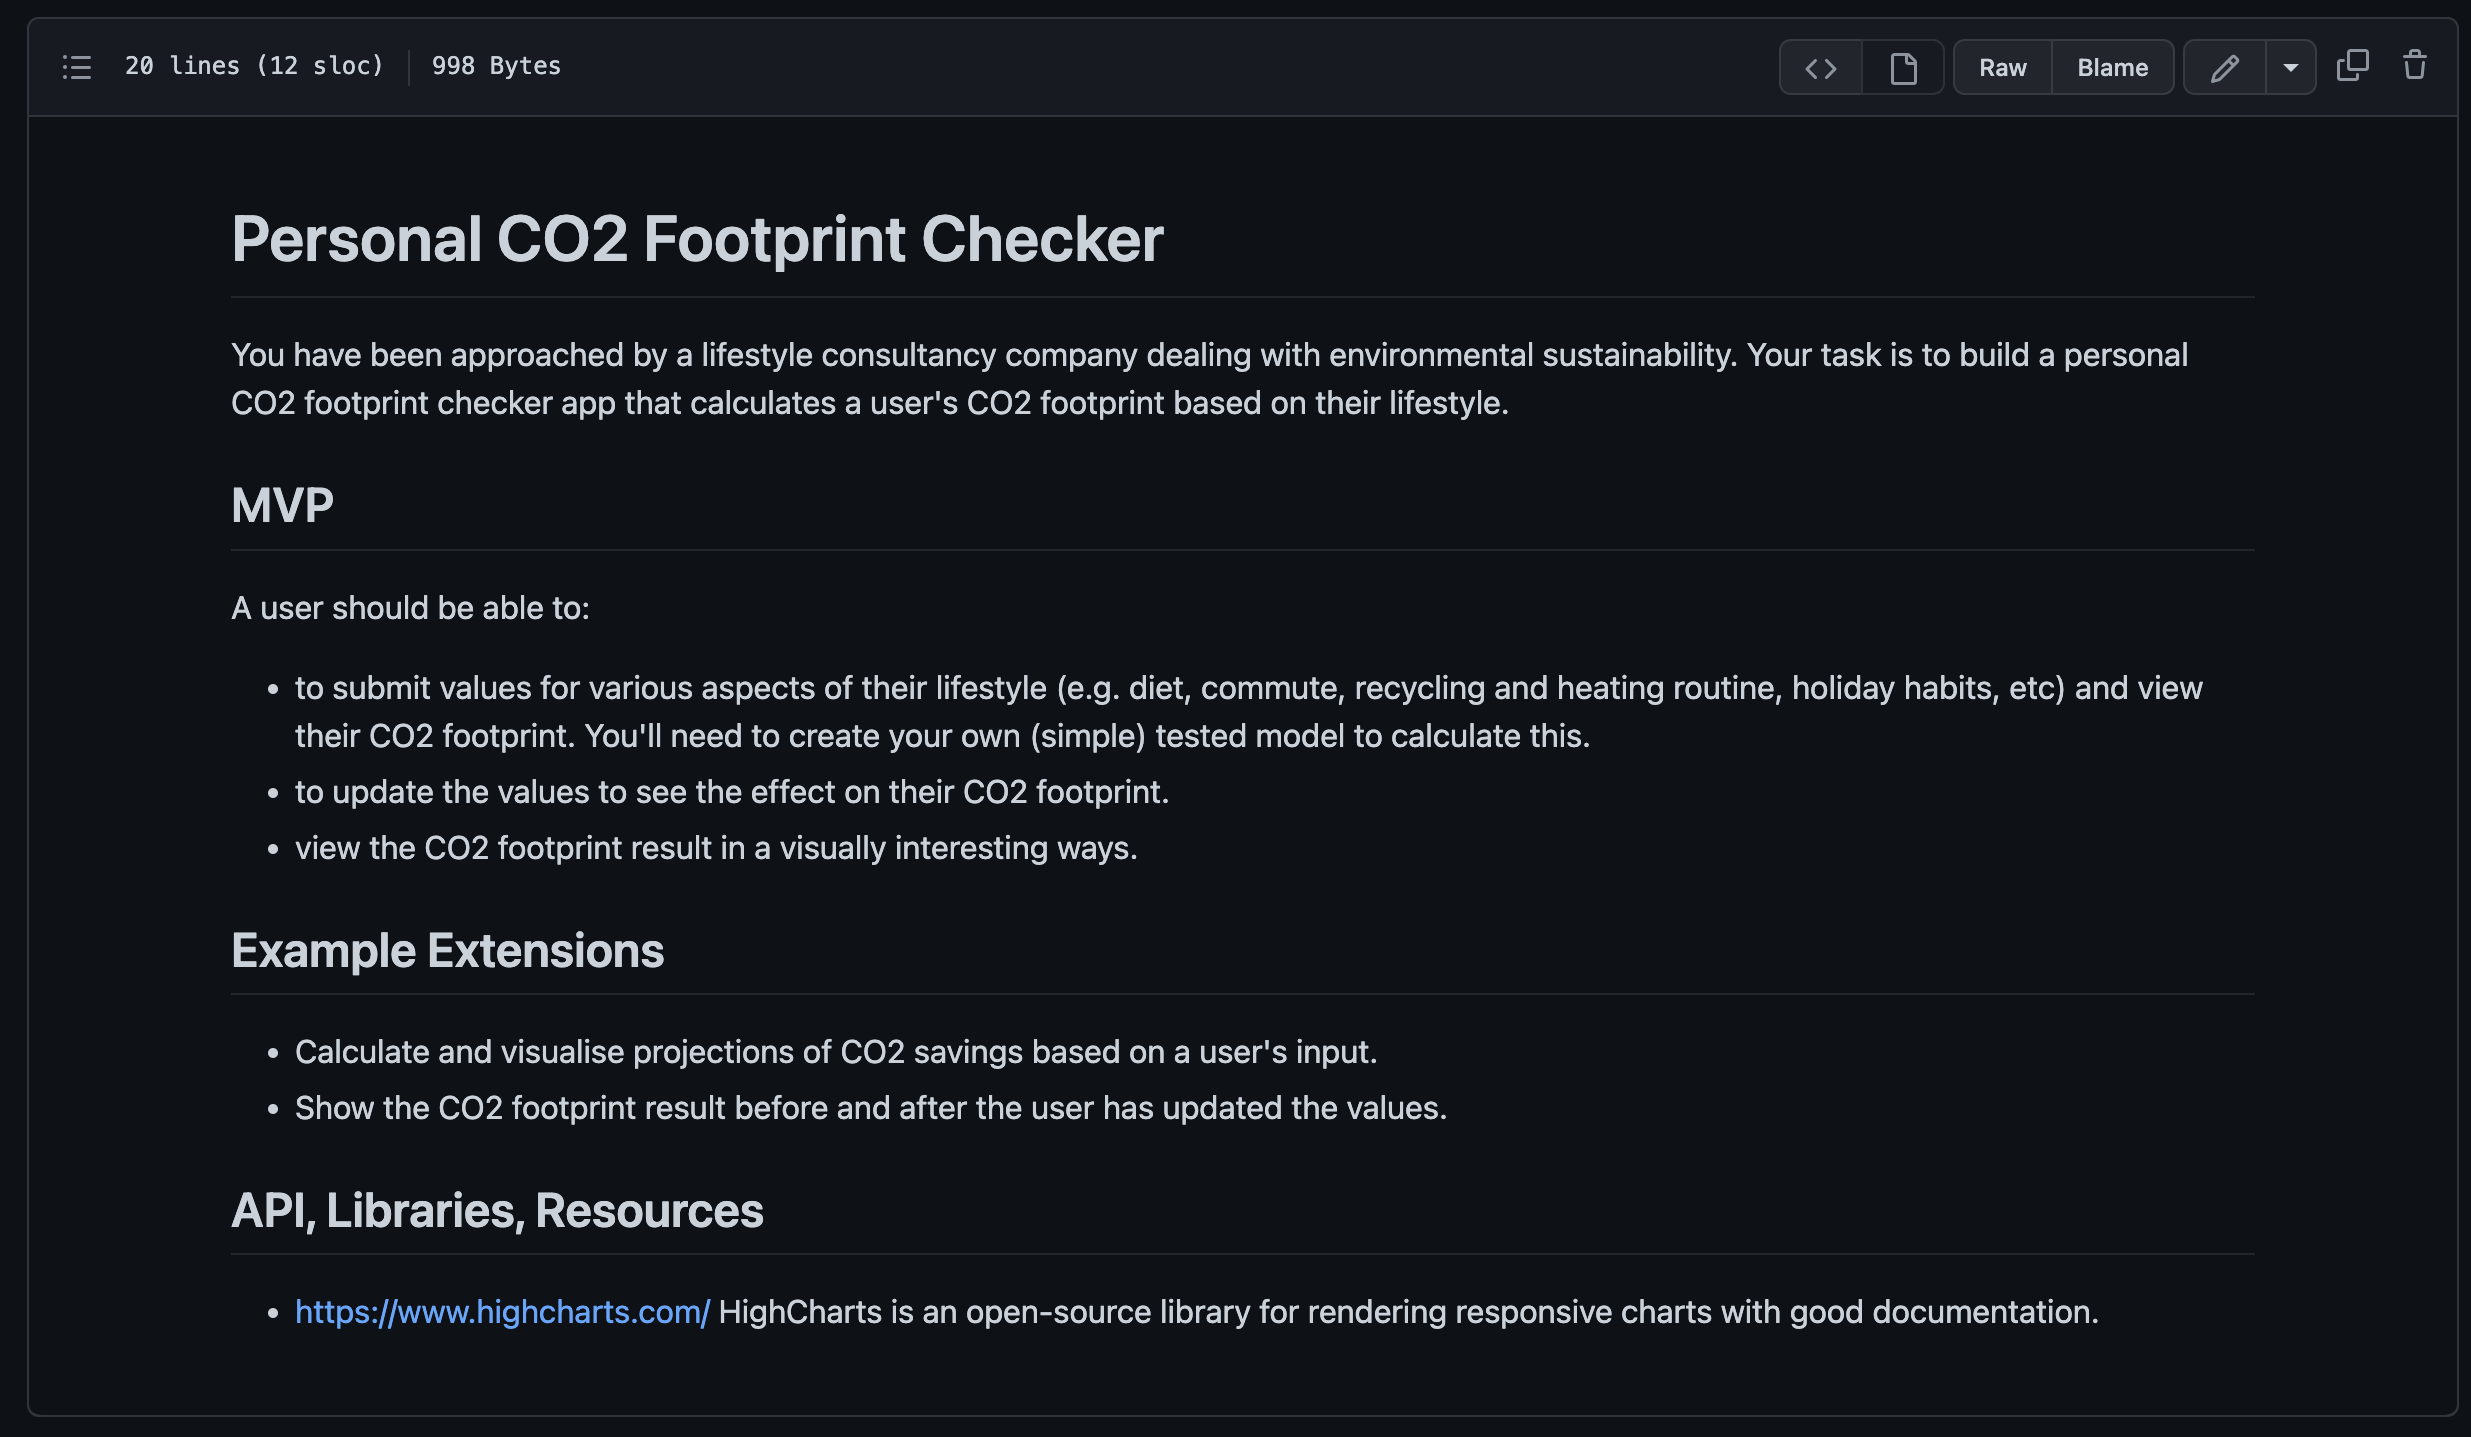 20 lines (12 sloc) 998 Bytes Raw Blame
Personal CO2 Footprint Checker
You have been approached by a lifestyle consultancy company dealing with environmental sustainability. Your task is to build a personal
CO2 footprint checker app that calculates a user's CO2 footprint based on their lifestyle.
MVP
A user should be able to:
• to submit values for various aspects of their lifestyle (e.g. diet, commute, recycling and heating routine, holiday habits, etc) and view
their CO2 footprint. You'll need to create your own (simple) tested model to calculate this.
• to update the values to see the effect on their CO2 footprint.
• view the CO2 footprint result in a visually interesting ways.
Example Extensions
• Calculate and visualise projections of CO2 savings based on a user's input.
• Show the CO2 footprint result before and after the user has updated the values.
API, Libraries, Resources
• https://www.highcharts.com/ HighCharts is an open-source library for rendering responsive charts with good documentation.